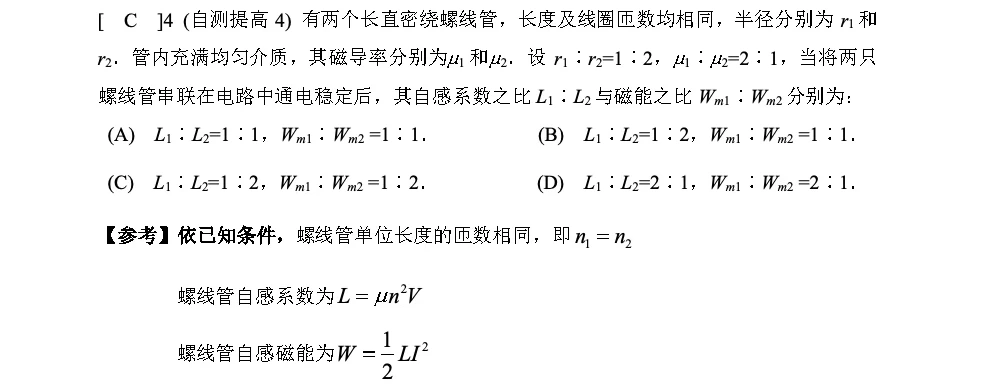 [ C ]4 (自测提高 4) 有两个长直密绕螺线管，长度及线圈匝数均相同，半径分别为 r₁ 和
r₂．管内充满均匀介质，其磁导率分别为μ₁ 和μ₂．设 r₁∶r₂=1∶2，μ₁∶μ₂=2∶1，当将两只
螺线管串联在电路中通电稳定后，其自感系数之比 L₁∶L₂ 与磁能之比 Wm1∶Wm2 分别为：
(A) L₁∶L₂=1∶1，Wm1∶Wm2 =1∶1． (B) L₁∶L₂=1∶2，Wm1∶Wm2 =1∶1．
(C) L₁∶L₂=1∶2，Wm1∶Wm2 =1∶2． (D) L₁∶L₂=2∶1，Wm1∶Wm2 =2∶1．
【参考】依已知条件，螺线管单位长度的匝数相同，即 n₁ = n₂
螺线管自感系数为 L = μn²V
螺线管自感磁能为 W = 1/2 LI²